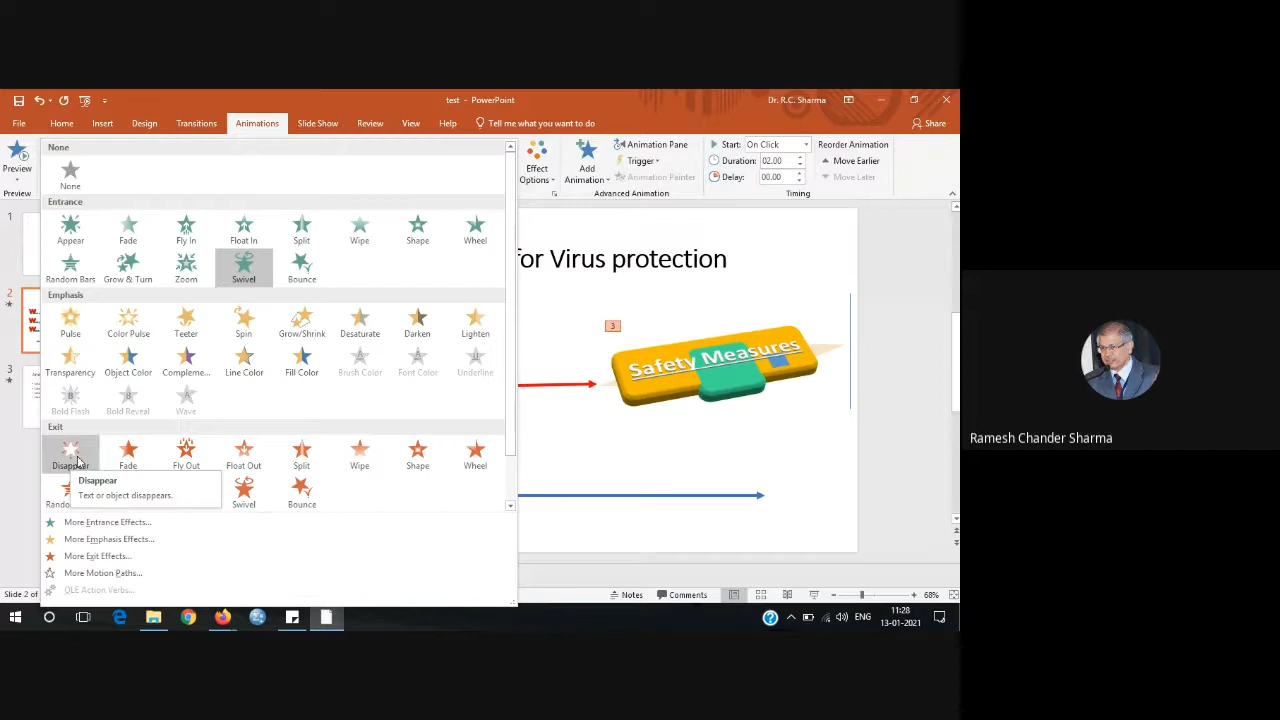 test - PowerPoint
Dr. R.C. Sharma
File Home Insert Design Transitions Animations Slide Show Review View Help Tell me what you want to do
Share
Preview
Preview
None
None
Entrance
Appear Fade Fly In Float In Split Wipe Shape Wheel
Random Bars Grow & Turn Zoom Swivel Bounce
Emphasis
Pulse Color Pulse Teeter Spin Grow/Shrink Desaturate Darken Lighten
Transparency Object Color Compleme... Line Color Fill Color Brush Color Font Color Underline
Bold Flash Bold Reveal Wave
Exit
Disappear Fade Fly Out Float Out Split Wipe Shape Wheel
Swivel Bounce
Disappear
Text or object disappears.
More Entrance Effects...
More Emphasis Effects...
More Exit Effects...
More Motion Paths...
OLE Action Verbs...
Effect Options
Add Animation
Animation Pane
Trigger
Animation Painter
Advanced Animation
Start: On Click
Duration: 02.00
Delay: 00.00
Timing
Reorder Animation
Move Earlier
Move Later
1
2
3
for Virus protection
3
Safety Measures
Slide 2 of
Notes Comments 68%
ENG
11:28
13-01-2021
Ramesh Chander Sharma